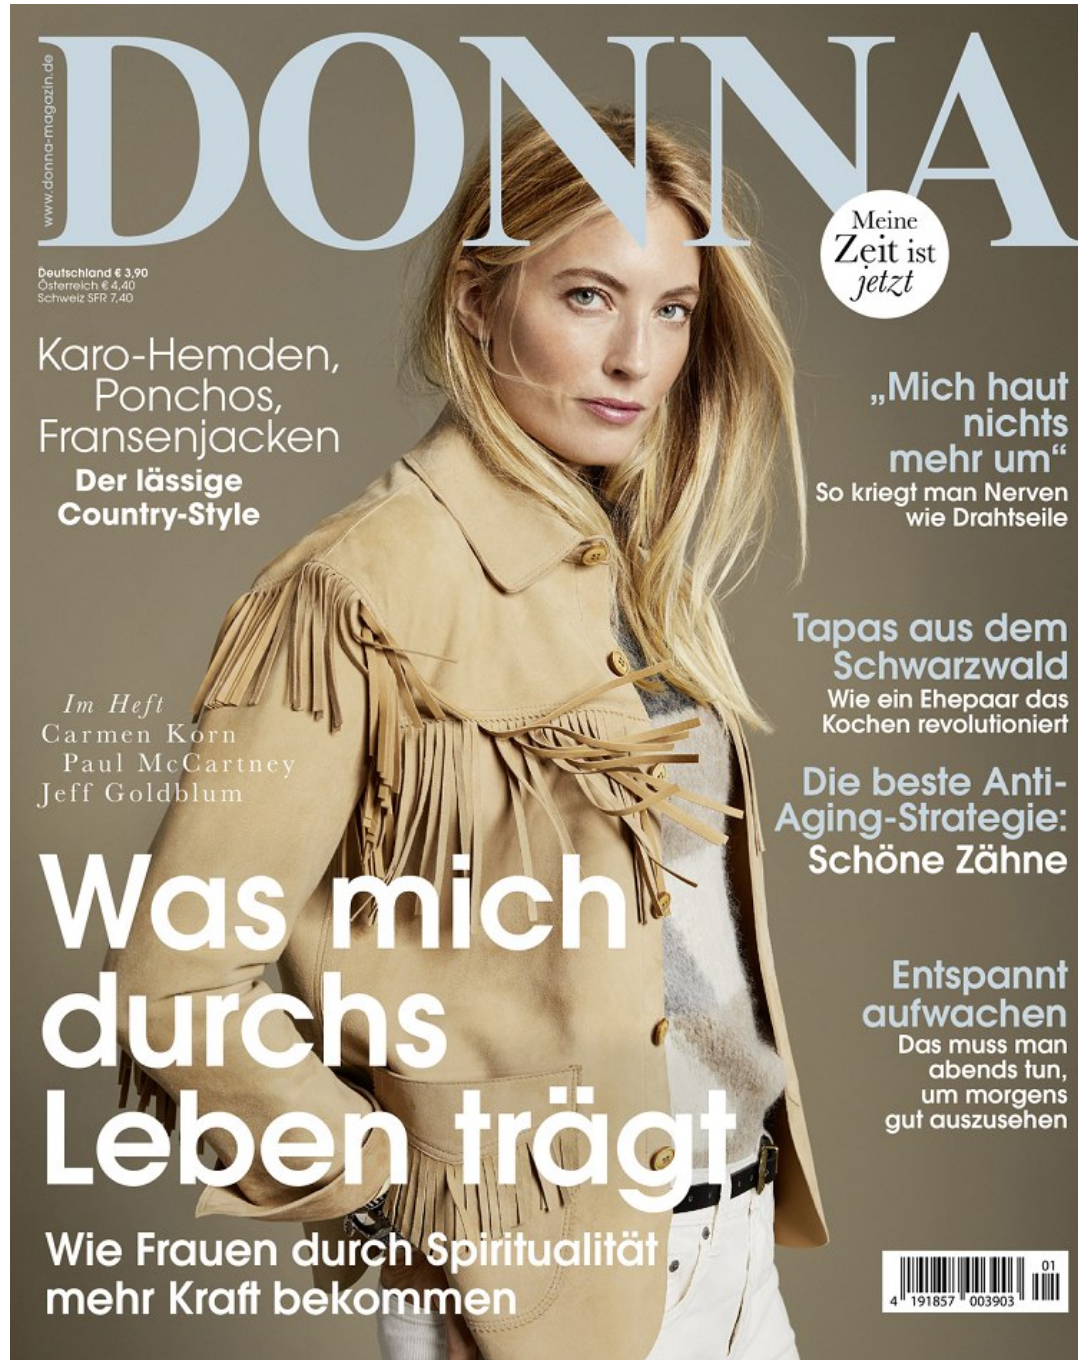 DONNA
www.donna-magazin.de
Meine
Zeit ist
jetzt
Deutschland € 3,90
Österreich € 4,40
Schweiz SFR 7,40
Karo-Hemden,
Ponchos,
Fransenjacken
Der lässige
Country-Style
„Mich haut
nichts
mehr um“
So kriegt man Nerven
wie Drahtseile
Tapas aus dem
Schwarzwald
Wie ein Ehepaar das
Kochen revolutioniert
Im Heft
Carmen Korn
Paul McCartney
Jeff Goldblum
Die beste Anti-
Aging-Strategie:
Schöne Zähne
Was mich
durchs
Leben trägt
Wie Frauen durch Spiritualität
mehr Kraft bekommen
Entspannt
aufwachen
Das muss man
abends tun,
um morgens
gut auszusehen
01
4 191857 003903